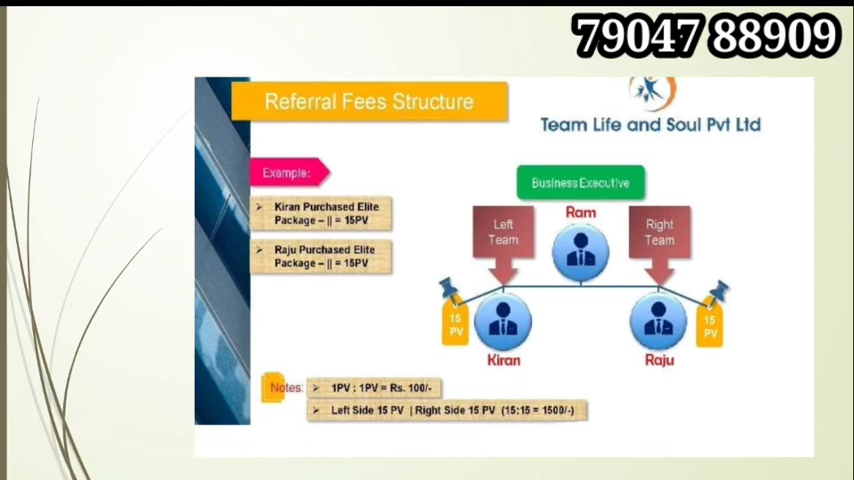 79047 88909
Referral Fees Structure
Team Life and Soul Pvt Ltd
Example:
Kiran Purchased Elite
Package – || = 15PV
Raju Purchased Elite
Package – || = 15PV
Business Executive
Ram
Left
Team
Right
Team
15
PV
15
PV
Kiran
Raju
Notes:
1PV : 1PV = Rs. 100/-
Left Side 15 PV | Right Side 15 PV (15:15 = 1500/-)